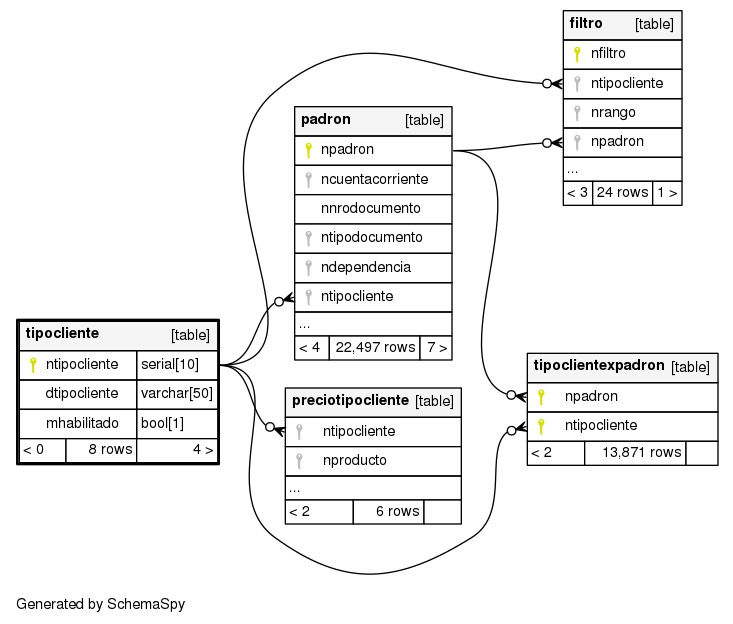 filtro [table]
nfiltro
ntipocliente
nrango
npadron
...
< 3 24 rows 1 >
padron [table]
npadron
ncuentacorriente
nnrodocumento
ntipodocumento
ndependencia
ntipocliente
...
< 4 22,497 rows 7 >
tipocliente [table]
ntipocliente serial[10]
dtipocliente varchar[50]
mhabilitado bool[1]
< 0 8 rows 4 >
tipoclientexpadron [table]
npadron
ntipocliente
< 2 13,871 rows
preciotipocliente [table]
ntipocliente
nproducto
...
< 2 6 rows
Generated by SchemaSpy